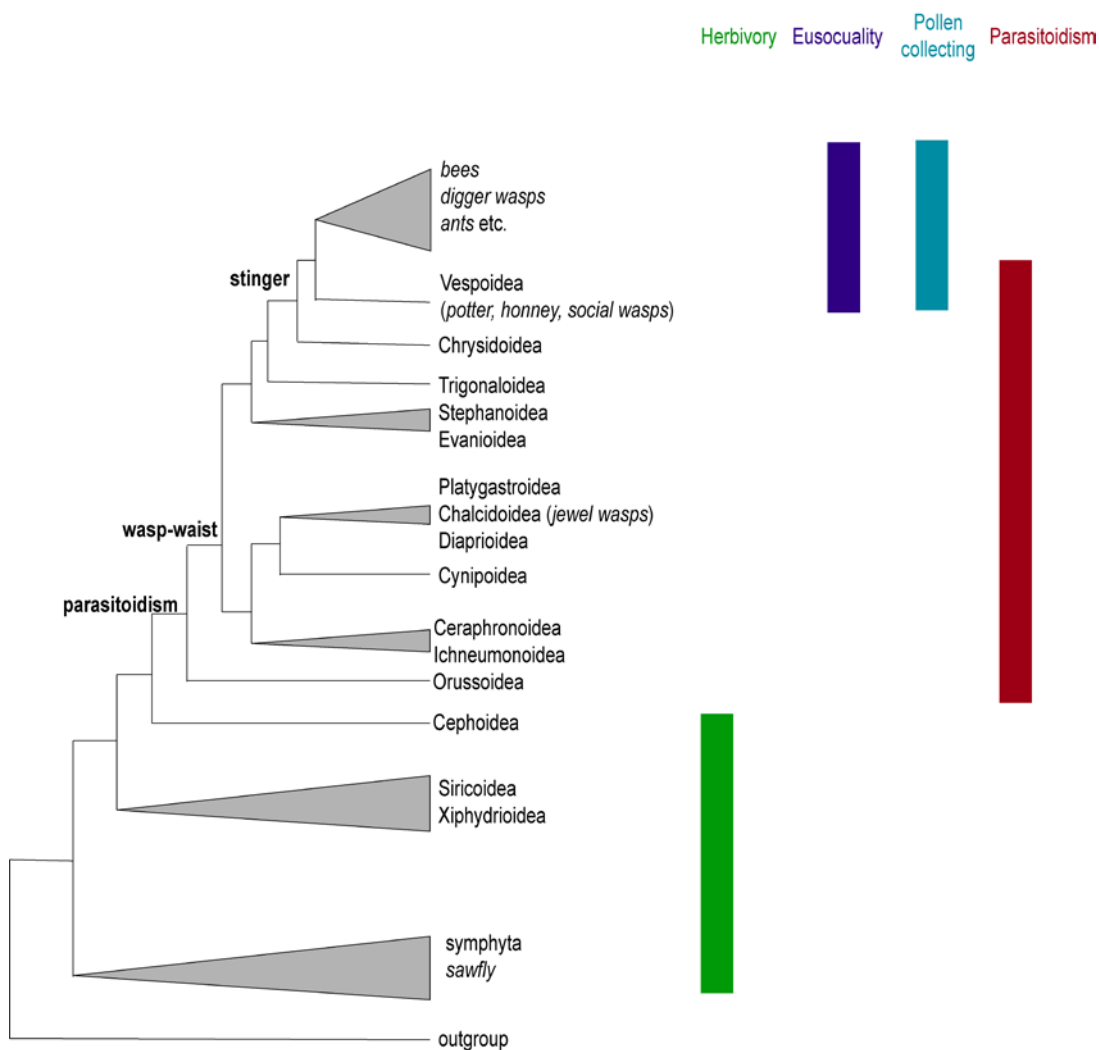 Herbivory
Eusocuality
Pollen
collecting
Parasitoidism
bees
digger wasps
ants etc.
stinger
Vespoidea
(potter, honney, social wasps)
Chrysidoidea
Trigonaloidea
Stephanoidea
Evanioidea
Platygastroidea
Chalcidoidea (jewel wasps)
wasp-waist
Diaprioidea
Cynipoidea
parasitoidism
Ceraphronoidea
Ichneumonoidea
Orussoidea
Cephoidea
Siricoidea
Xiphydrioidea
symphyta
sawfly
outgroup